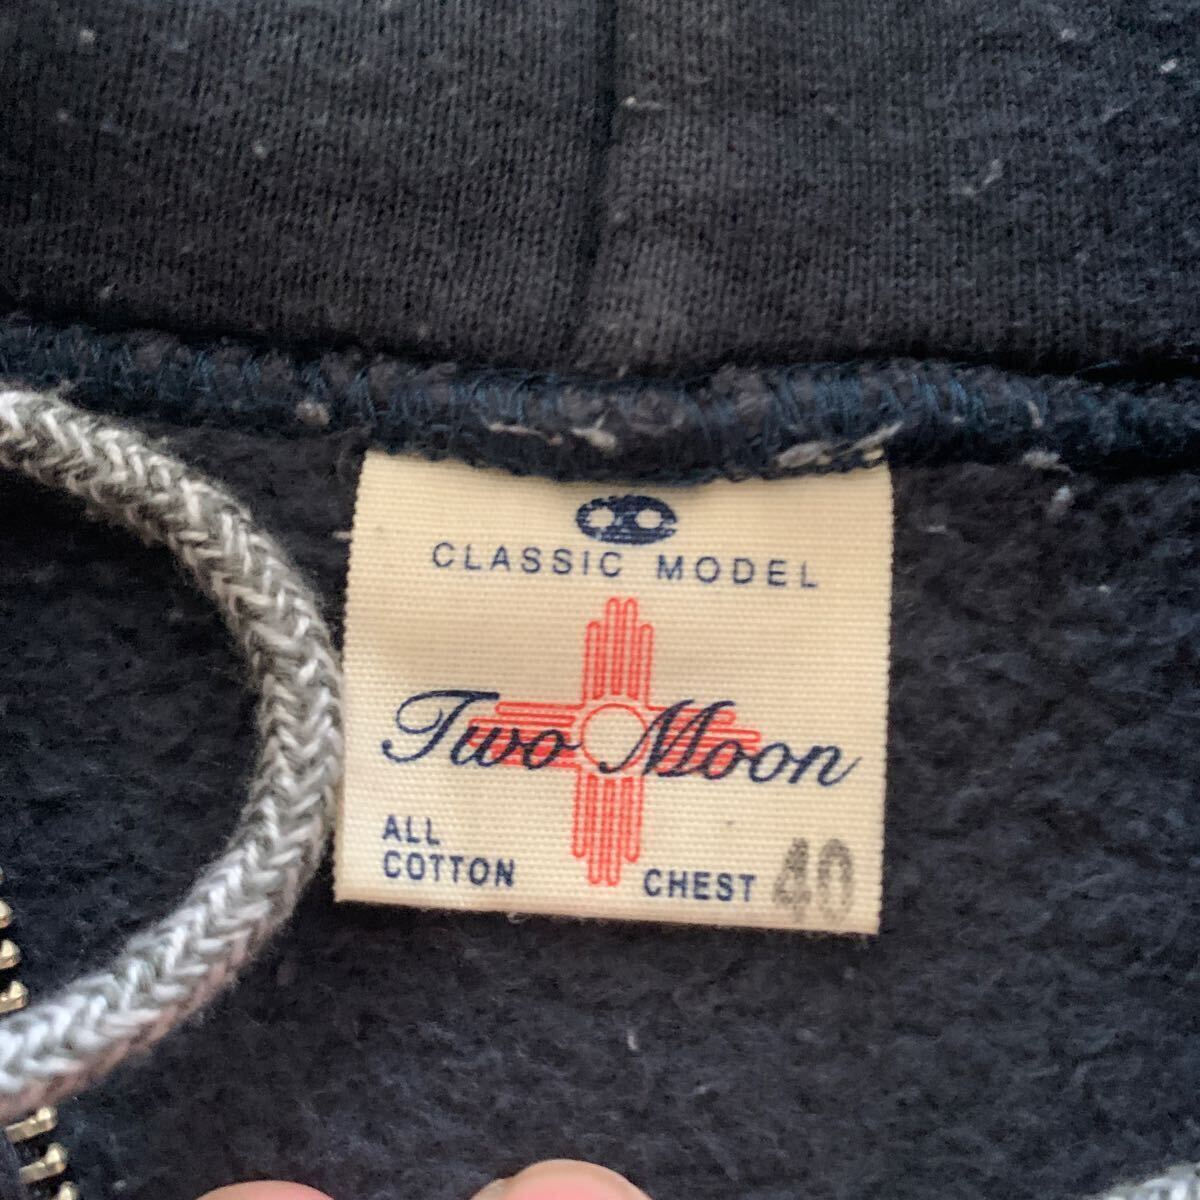 CLASSIC MODEL
Two Moon
ALL
COTTON
CHEST 40